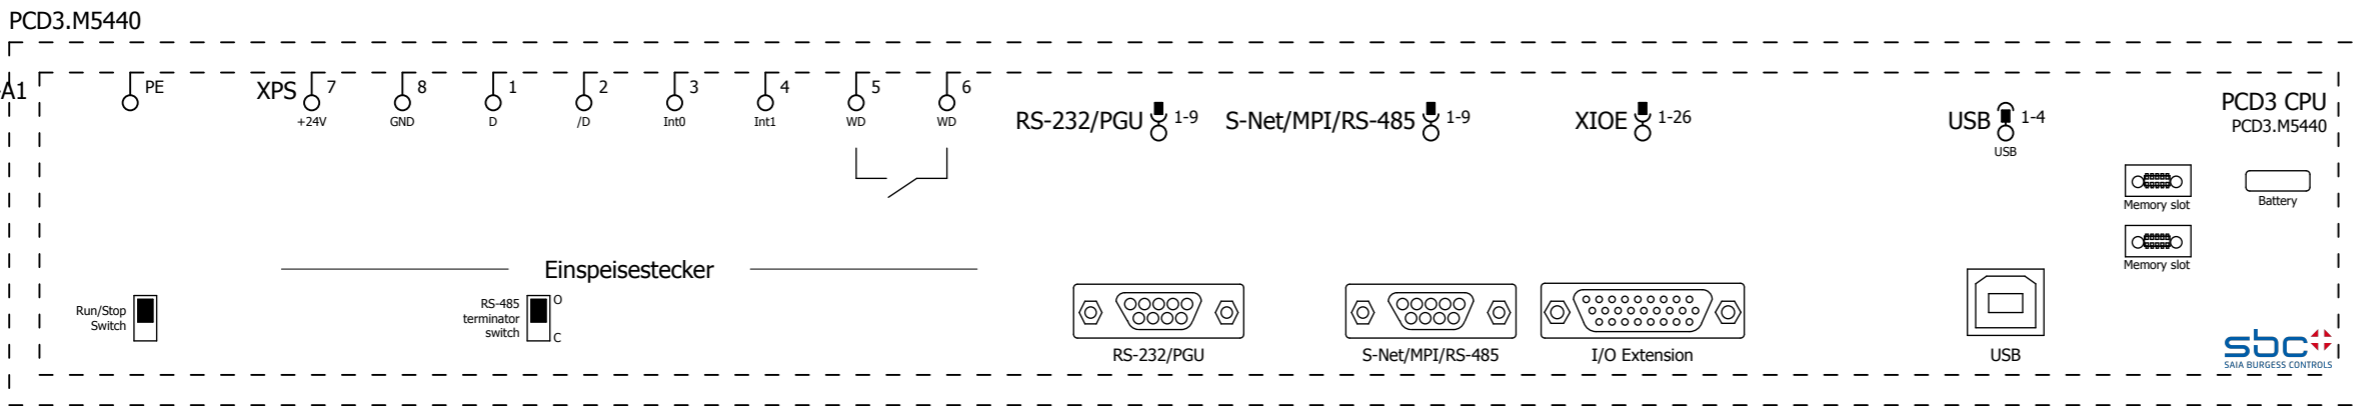 PCD3.M5440
A1
PE
XPS 7 8 1 2 3 4 5 6
+24V GND D /D Int0 Int1 WD WD
RS-232/PGU 1-9
S-Net/MPI/RS-485 1-9
XIOE 1-26
USB 1-4
USB
PCD3 CPU
PCD3.M5440
Memory slot
Battery
Memory slot
Einspeisestecker
Run/Stop
Switch
RS-485
terminator
switch
O
C
RS-232/PGU
S-Net/MPI/RS-485
I/O Extension
USB
sbc
SAIA BURGESS CONTROLS